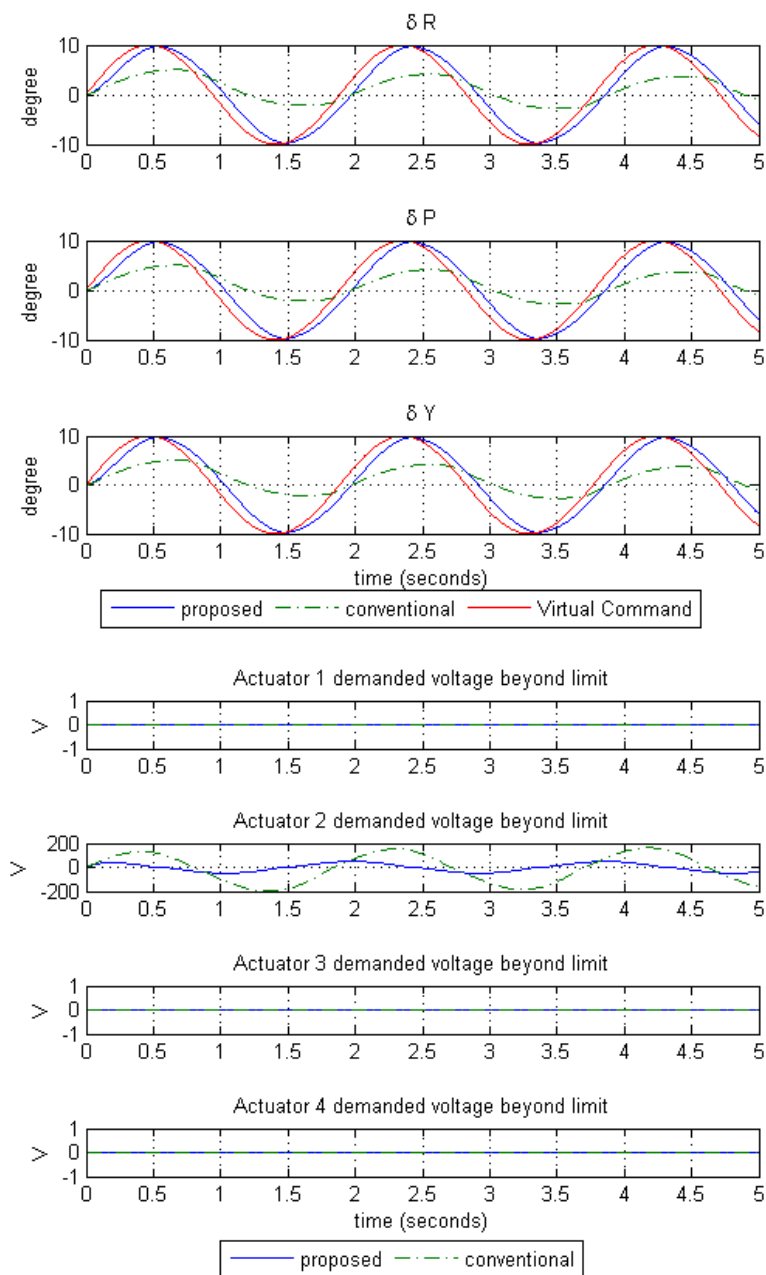 δ R
degree
10
0
-10
0 0.5 1 1.5 2 2.5 3 3.5 4 4.5 5
δ P
degree
10
0
-10
0 0.5 1 1.5 2 2.5 3 3.5 4 4.5 5
δ Y
degree
10
0
-10
0 0.5 1 1.5 2 2.5 3 3.5 4 4.5 5
time (seconds)
proposed conventional Virtual Command
Actuator 1 demanded voltage beyond limit
V
1
0
-1
0 0.5 1 1.5 2 2.5 3 3.5 4 4.5 5
Actuator 2 demanded voltage beyond limit
V
200
0
-200
0 0.5 1 1.5 2 2.5 3 3.5 4 4.5 5
Actuator 3 demanded voltage beyond limit
V
1
0
-1
0 0.5 1 1.5 2 2.5 3 3.5 4 4.5 5
Actuator 4 demanded voltage beyond limit
V
1
0
-1
0 0.5 1 1.5 2 2.5 3 3.5 4 4.5 5
time (seconds)
proposed conventional